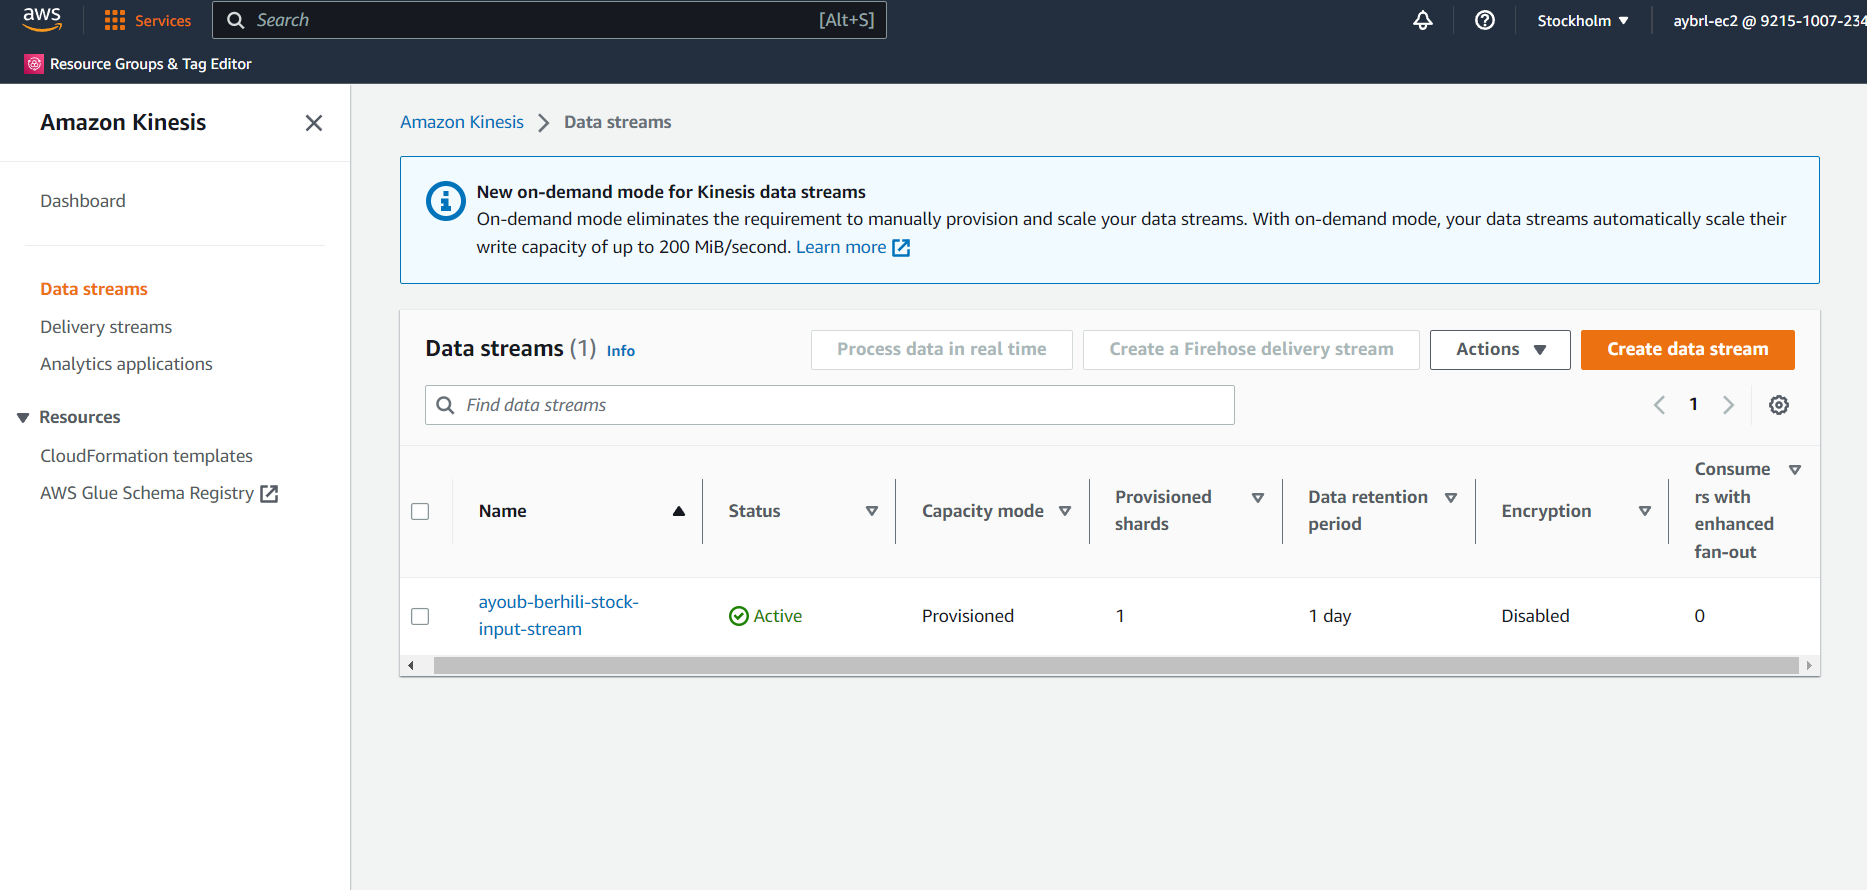 aws
Services
Search
[Alt+S]
Stockholm
aybrl-ec2 @ 9215-1007-234
Resource Groups & Tag Editor
Amazon Kinesis
Dashboard
Data streams
Delivery streams
Analytics applications
Resources
CloudFormation templates
AWS Glue Schema Registry
Amazon Kinesis
Data streams
New on-demand mode for Kinesis data streams
On-demand mode eliminates the requirement to manually provision and scale your data streams. With on-demand mode, your data streams automatically scale their
write capacity of up to 200 MiB/second. Learn more
Data streams (1) Info
Process data in real time
Create a Firehose delivery stream
Actions
Create data stream
Find data streams
1
Name
Status
Capacity mode
Provisioned
shards
Data retention
period
Encryption
Consume
rs with
enhanced
fan-out
ayoub-berhili-stock-
input-stream
Active
Provisioned
1
1 day
Disabled
0